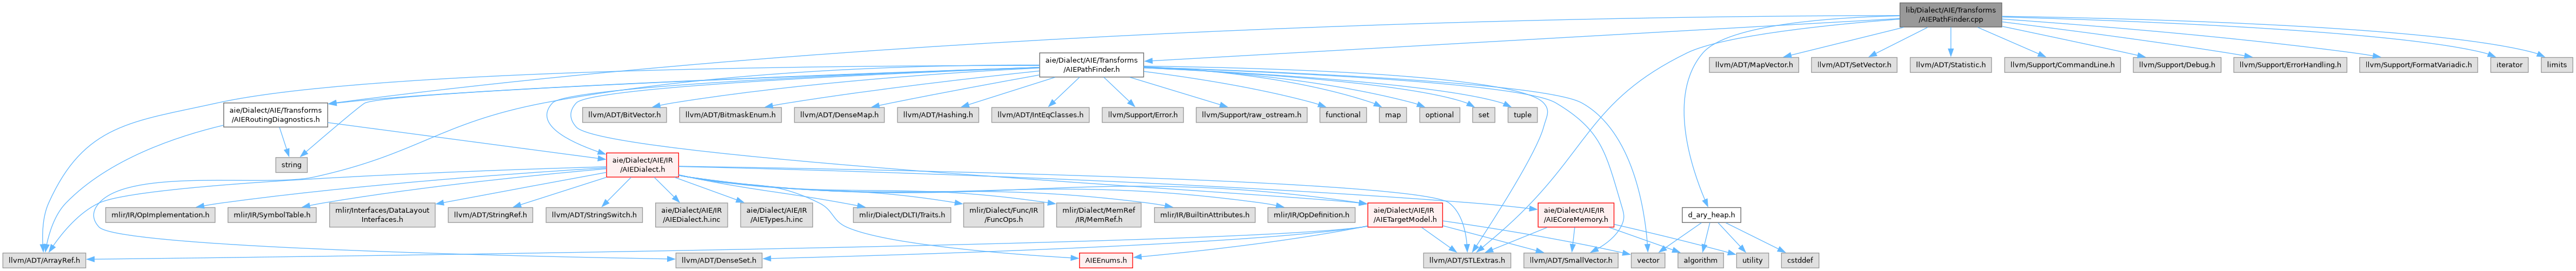 lib/Dialect/AIE/Transforms
/AIEPathFinder.cpp
aie/Dialect/AIE/Transforms
/AIEPathFinder.h
llvm/ADT/MapVector.h
llvm/ADT/SetVector.h
llvm/ADT/Statistic.h
llvm/Support/CommandLine.h
llvm/Support/Debug.h
llvm/Support/ErrorHandling.h
llvm/Support/FormatVariadic.h
iterator
limits
aie/Dialect/AIE/Transforms
/AIERoutingDiagnostics.h
llvm/ADT/BitVector.h
llvm/ADT/BitmaskEnum.h
llvm/ADT/DenseMap.h
llvm/ADT/Hashing.h
llvm/ADT/IntEqClasses.h
llvm/Support/Error.h
llvm/Support/raw_ostream.h
functional
map
optional
set
tuple
string
aie/Dialect/AIE/IR
/AIEDialect.h
mlir/IR/OpImplementation.h
mlir/IR/SymbolTable.h
mlir/Interfaces/DataLayout
Interfaces.h
llvm/ADT/StringRef.h
llvm/ADT/StringSwitch.h
aie/Dialect/AIE/IR
/AIEDialect.h.inc
aie/Dialect/AIE/IR
/AIETypes.h.inc
mlir/Dialect/DLTI/Traits.h
mlir/Dialect/Func/IR
/FuncOps.h
mlir/Dialect/MemRef
/IR/MemRef.h
mlir/IR/BuiltinAttributes.h
mlir/IR/OpDefinition.h
aie/Dialect/AIE/IR
/AIETargetModel.h
aie/Dialect/AIE/IR
/AIECoreMemory.h
d_ary_heap.h
llvm/ADT/ArrayRef.h
llvm/ADT/DenseSet.h
AIEEnums.h
llvm/ADT/STLExtras.h
llvm/ADT/SmallVector.h
vector
algorithm
utility
cstddef